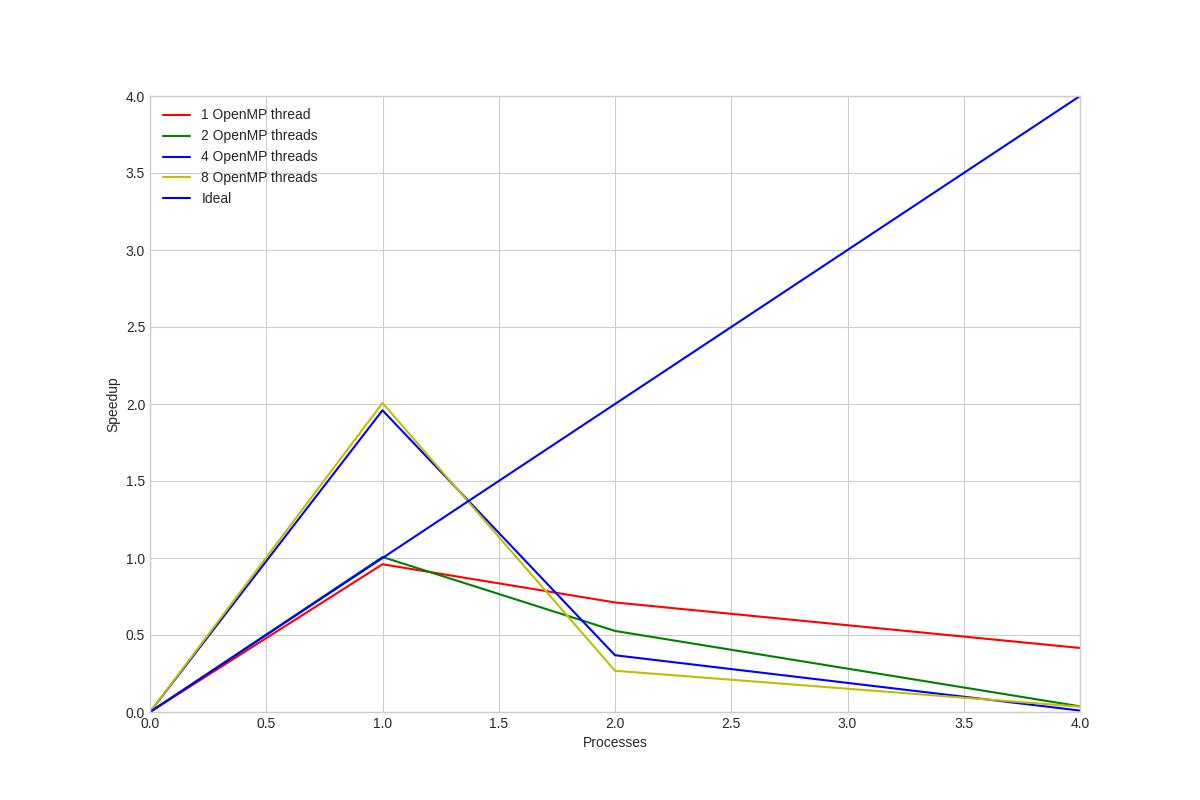 4.0
1 OpenMP thread
2 OpenMP threads
4 OpenMP threads
3.5
8 OpenMP threads
Ideal
3.0
2.5
2.0
Speedup
1.5
1.0
0.5
0.0
0.0 0.5 1.0 1.5 2.0 2.5 3.0 3.5 4.0
Processes